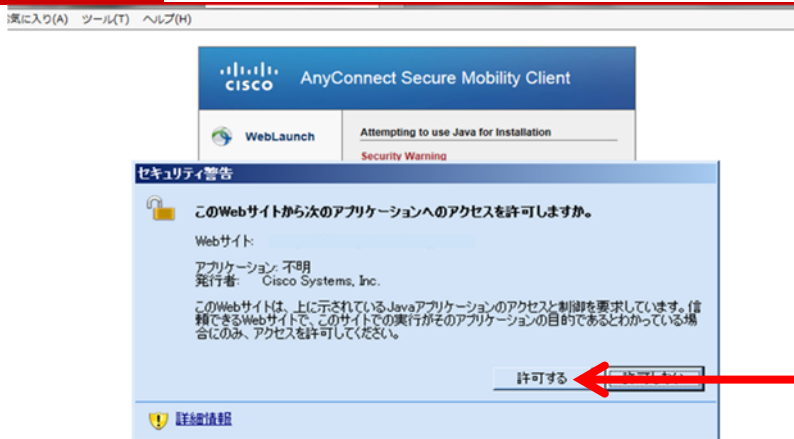 気に入り(A) ツール(T) ヘルプ(H)
CISCO AnyConnect Secure Mobility Client
WebLaunch
Attempting to use Java for Installation
Security Warning
セキュリティ警告
このWebサイトから次のアプリケーションへのアクセスを許可しますか。
Webサイト:
アプリケーション: 不明
発行者: Cisco Systems, Inc.
このWebサイトは、上に示されているJavaアプリケーションのアクセスと制御を要求しています。信
頼できるWebサイトで、このサイトでの実行がそのアプリケーションの目的であるとわかっている場
合にのみ、アクセスを許可してください。
許可する
詳細情報